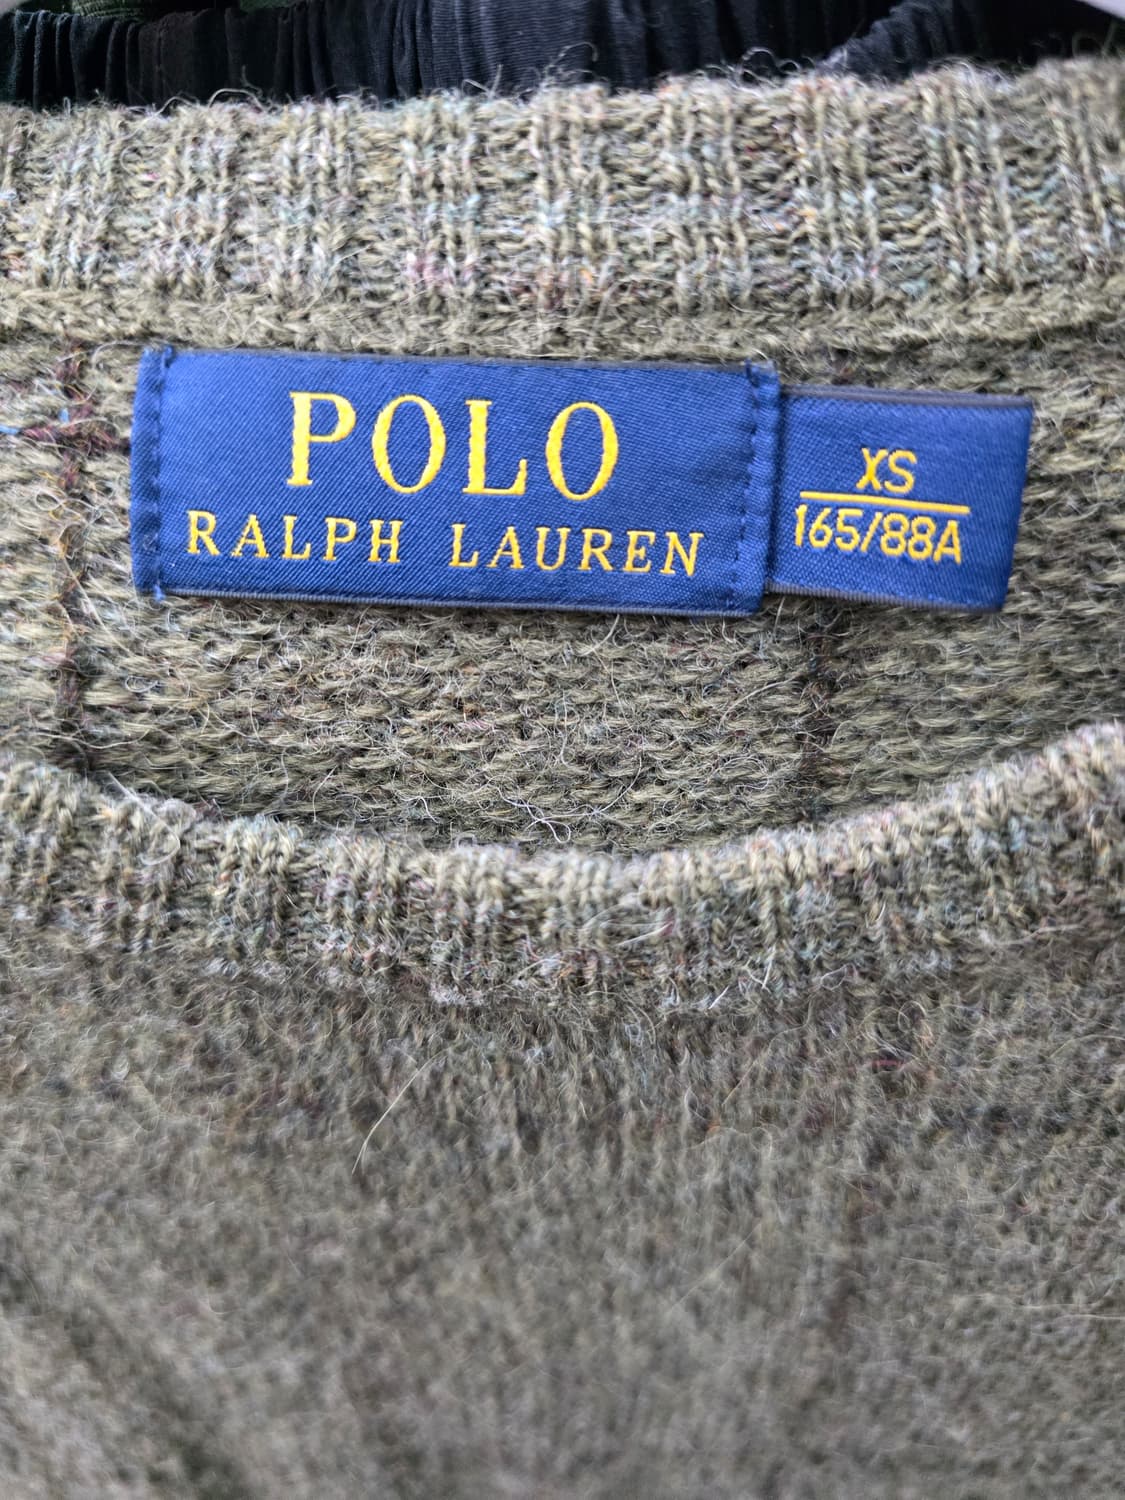 POLO
RALPH LAUREN
XS
165/88A